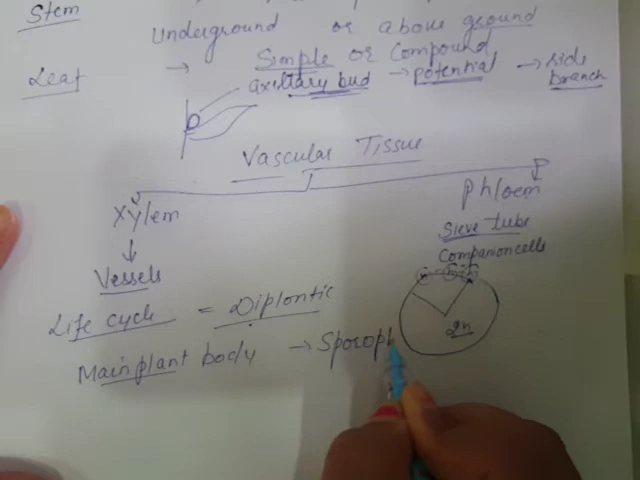 Stem Underground or above ground
Leaf → Simple or Compound
axillary bud → potential → side branch
Vascular Tissue
Xylem Phloem
↓ Sieve tube
Vessels Companion cells
Life cycle = Diplontic
2n
Main plant body → Sporoph